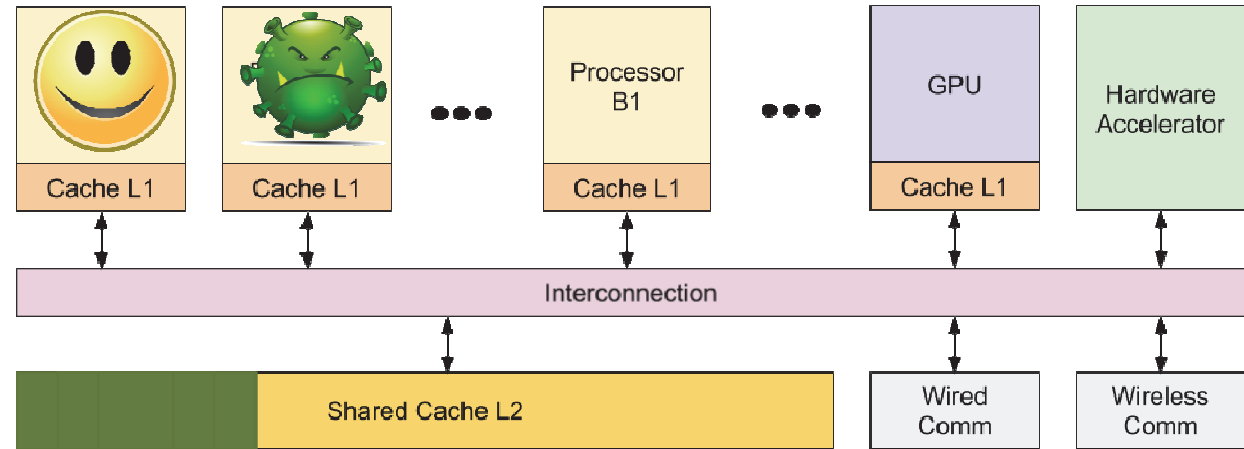 Processor
B1
GPU
Hardware
Accelerator
Cache L1
Cache L1
Cache L1
Cache L1
Interconnection
Shared Cache L2
Wired
Comm
Wireless
Comm